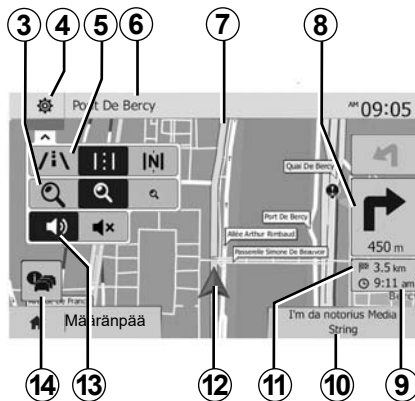 3 4 5 6 7 8
Pont De Bercy
AM 09:05
/i\ N
Quai De Bercy
Port De Bercy
Allée Arthur Rimbaud
Passerelle Simone De Beauvoir
450 m
3.5 km
9:11 am
Määränpää
I'm da notorius Media
String
14 13 12 11 10 9